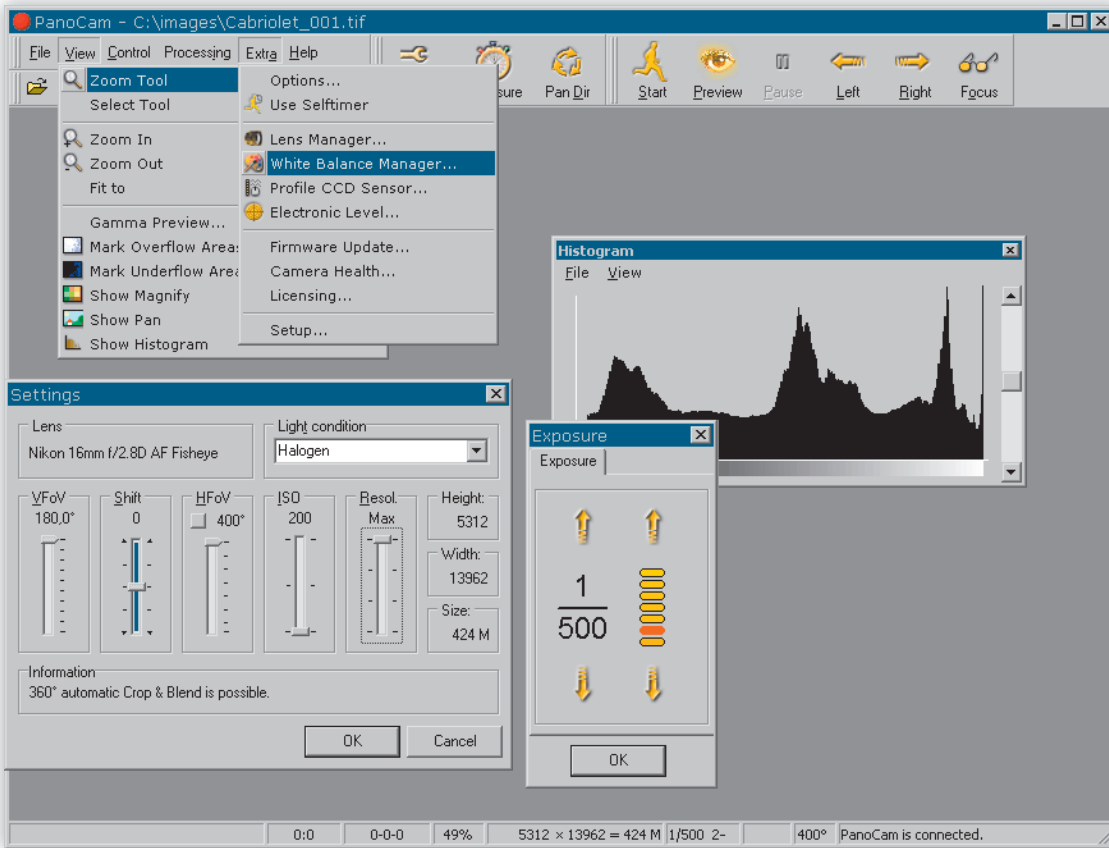 PanoCam - C:\images\Cabriolet_001.tif
File View Control Processing Extra Help
Pan Dir Start Preview Pause Left Right Focus
Zoom Tool
Select Tool
Zoom In
Zoom Out
Fit to
Gamma Preview...
Mark Overflow Areas
Mark Underflow Area
Show Magnify
Show Pan
Show Histogram
Options...
Use Selftimer
Lens Manager...
White Balance Manager...
Profile CCD Sensor...
Electronic Level...
Firmware Update...
Camera Health...
Licensing...
Setup...
Histogram
File View
Settings
Lens
Nikon 16mm f/2.8D AF Fisheye
Light condition
Halogen
VFoV Shift HFoV ISO Resol.
180,0° 0 400° 200 Max
Height:
5312
Width:
13962
Size:
424 M
Information
360° automatic Crop & Blend is possible.
OK Cancel
Exposure
Exposure
1
500
OK
0:0 0-0-0 49% 5312 × 13962 = 424 M 1/500 2- 400° PanoCam is connected.